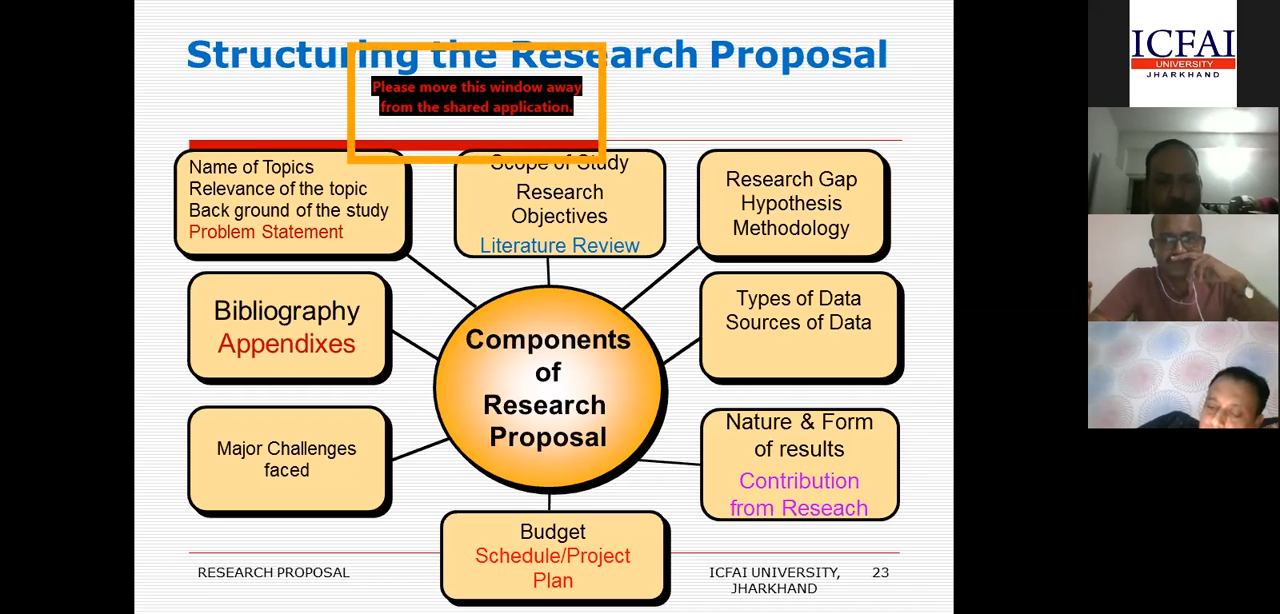 Structuring the Research Proposal
Please move this window away
from the shared application.
Name of Topics
Relevance of the topic
Back ground of the study
Problem Statement
Scope of Study
Research
Objectives
Literature Review
Research Gap
Hypothesis
Methodology
Bibliography
Appendixes
Types of Data
Sources of Data
Components
of
Research
Proposal
Major Challenges
faced
Nature & Form
of results
Contribution
from Reseach
Budget
Schedule/Project
Plan
RESEARCH PROPOSAL
ICFAI UNIVERSITY,
JHARKHAND
23
ICFAI
UNIVERSITY
JHARKHAND